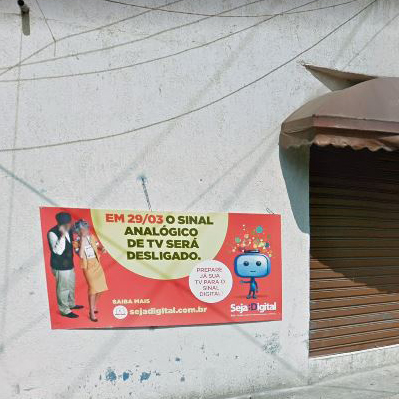 EM 29/03 O SINAL
ANALÓGICO
DE TV SERÁ
DESLIGADO.
PREPARE
JÁ SUA
TV PARA O
SINAL
DIGITAL!
SAIBA MAIS
sejadigital.com.br
Seja Digital